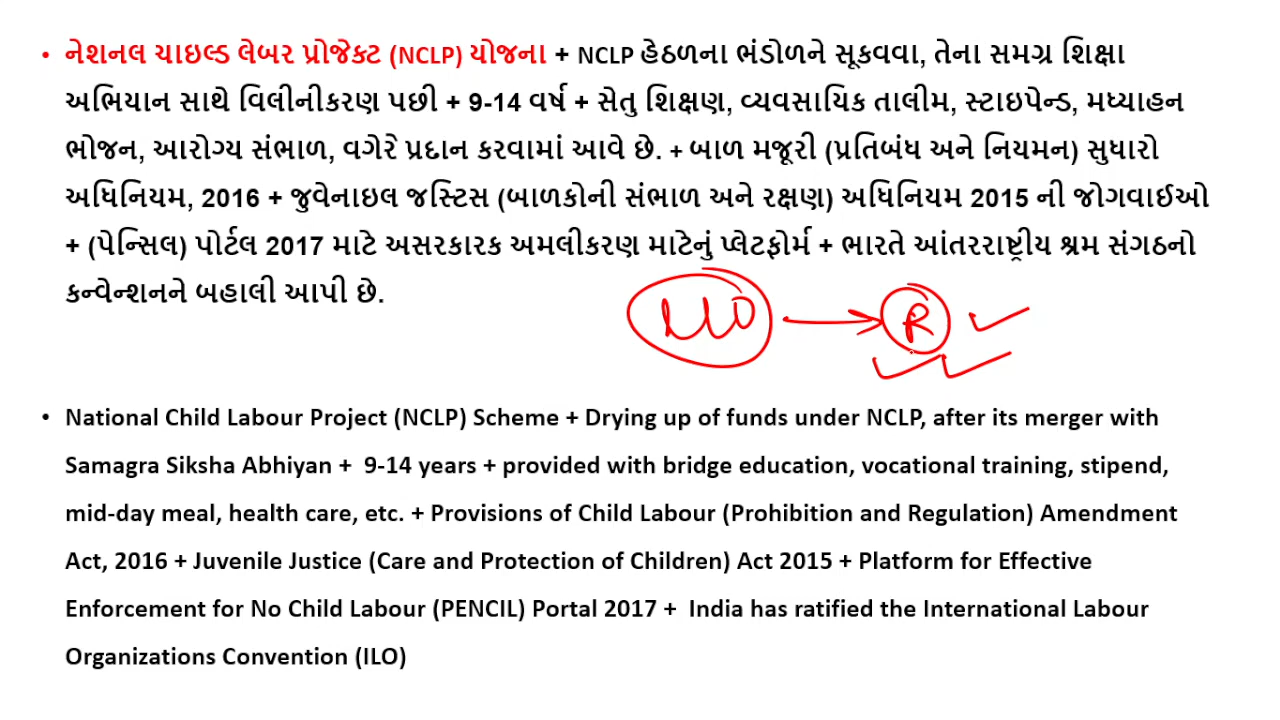 • નેશનલ ચાઇલ્ડ લેબર પ્રોજેક્ટ (NCLP) યોજના + NCLP હેઠળના ભંડોળને સૂકવવા, તેના સમગ્ર શિક્ષા
અભિયાન સાથે વિલીનીકરણ પછી + 9-14 વર્ષ + સેતુ શિક્ષણ, વ્યવસાયિક તાલીમ, સ્ટાઇપેન્ડ, મધ્યાહન
ભોજન, આરોગ્ય સંભાળ, વગેરે પ્રદાન કરવામાં આવે છે. + બાળ મજૂરી (પ્રતિબંધ અને નિયમન) સુધારો
અધિનિયમ, 2016 + જુવેનાઇલ જસ્ટિસ (બાળકોની સંભાળ અને રક્ષણ) અધિનિયમ 2015 ની જોગવાઈઓ
+ (પેન્સિલ) પોર્ટલ 2017 માટે અસરકારક અમલીકરણ માટેનું પ્લેટફોર્મ + ભારતે આંતરરાષ્ટ્રીય શ્રમ સંગઠનો
કન્વેન્શનને બહાલી આપી છે.
ILO R
• National Child Labour Project (NCLP) Scheme + Drying up of funds under NCLP, after its merger with
Samagra Siksha Abhiyan + 9-14 years + provided with bridge education, vocational training, stipend,
mid-day meal, health care, etc. + Provisions of Child Labour (Prohibition and Regulation) Amendment
Act, 2016 + Juvenile Justice (Care and Protection of Children) Act 2015 + Platform for Effective
Enforcement for No Child Labour (PENCIL) Portal 2017 + India has ratified the International Labour
Organizations Convention (ILO)